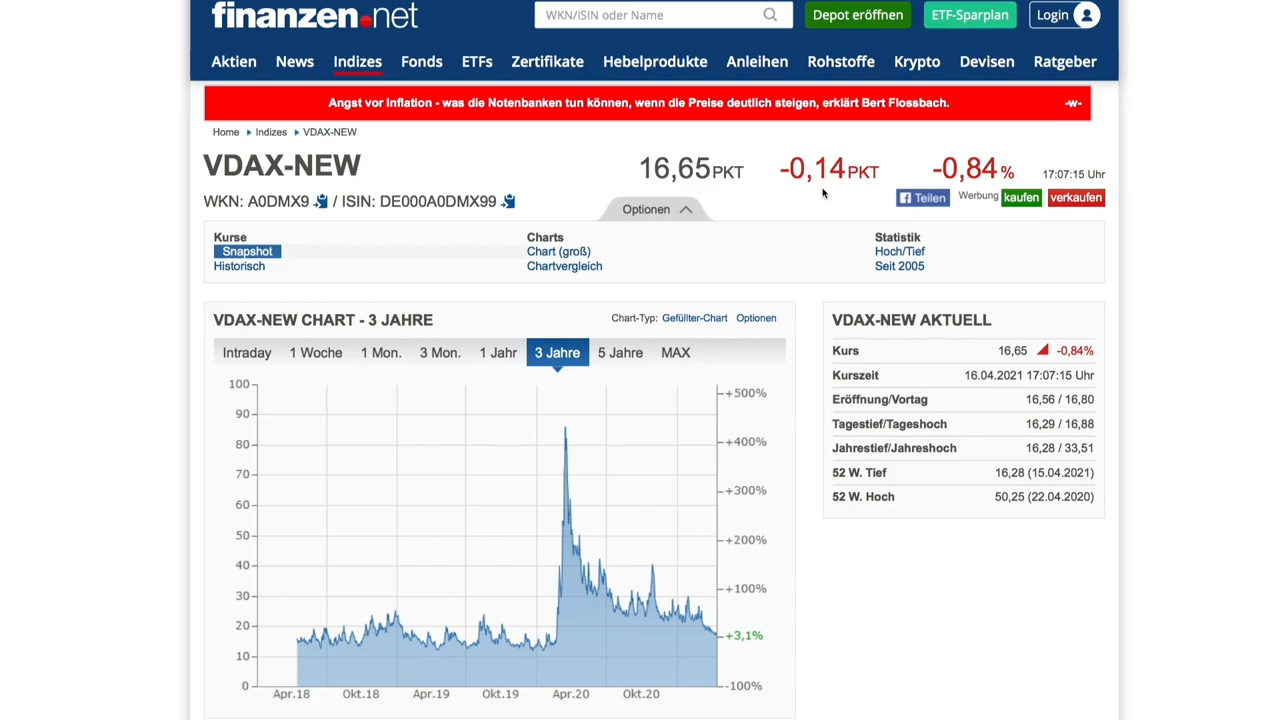 finanzen.net
WKN/ISIN oder Name
Depot eröffnen
ETF-Sparplan
Login
Aktien News Indizes Fonds ETFs Zertifikate Hebelprodukte Anleihen Rohstoffe Krypto Devisen Ratgeber
Angst vor Inflation - was die Notenbanken tun können, wenn die Preise deutlich steigen, erklärt Bert Flossbach. -w-
Home Indizes VDAX-NEW
VDAX-NEW
16,65 PKT -0,14 PKT -0,84 % 17:07:15 Uhr
WKN: A0DMX9 / ISIN: DE000A0DMX99
Teilen Werbung kaufen verkaufen
Optionen
Kurse
Snapshot
Historisch
Charts
Chart (groß)
Chartvergleich
Statistik
Hoch/Tief
Seit 2005
VDAX-NEW CHART - 3 JAHRE
Chart-Typ: Gefüllter-Chart Optionen
Intraday 1 Woche 1 Mon. 3 Mon. 1 Jahr 3 Jahre 5 Jahre MAX
100
90
80
70
60
50
40
30
20
10
0
+500%
+400%
+300%
+200%
+100%
+3,1%
-100%
Apr.18 Okt.18 Apr.19 Okt.19 Apr.20 Okt.20
VDAX-NEW AKTUELL
Kurs 16,65 -0,84%
Kurszeit 16.04.2021 17:07:15 Uhr
Eröffnung/Vortag 16,56 / 16,80
Tagestief/Tageshoch 16,29 / 16,88
Jahrestief/Jahreshoch 16,28 / 33,51
52 W. Tief 16,28 (15.04.2021)
52 W. Hoch 50,25 (22.04.2020)